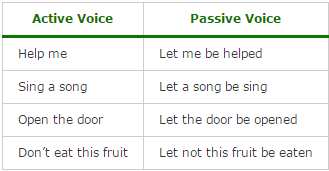 Active Voice Passive Voice
Help me Let me be helped
Sing a song Let a song be sing
Open the door Let the door be opened
Don't eat this fruit Let not this fruit be eaten